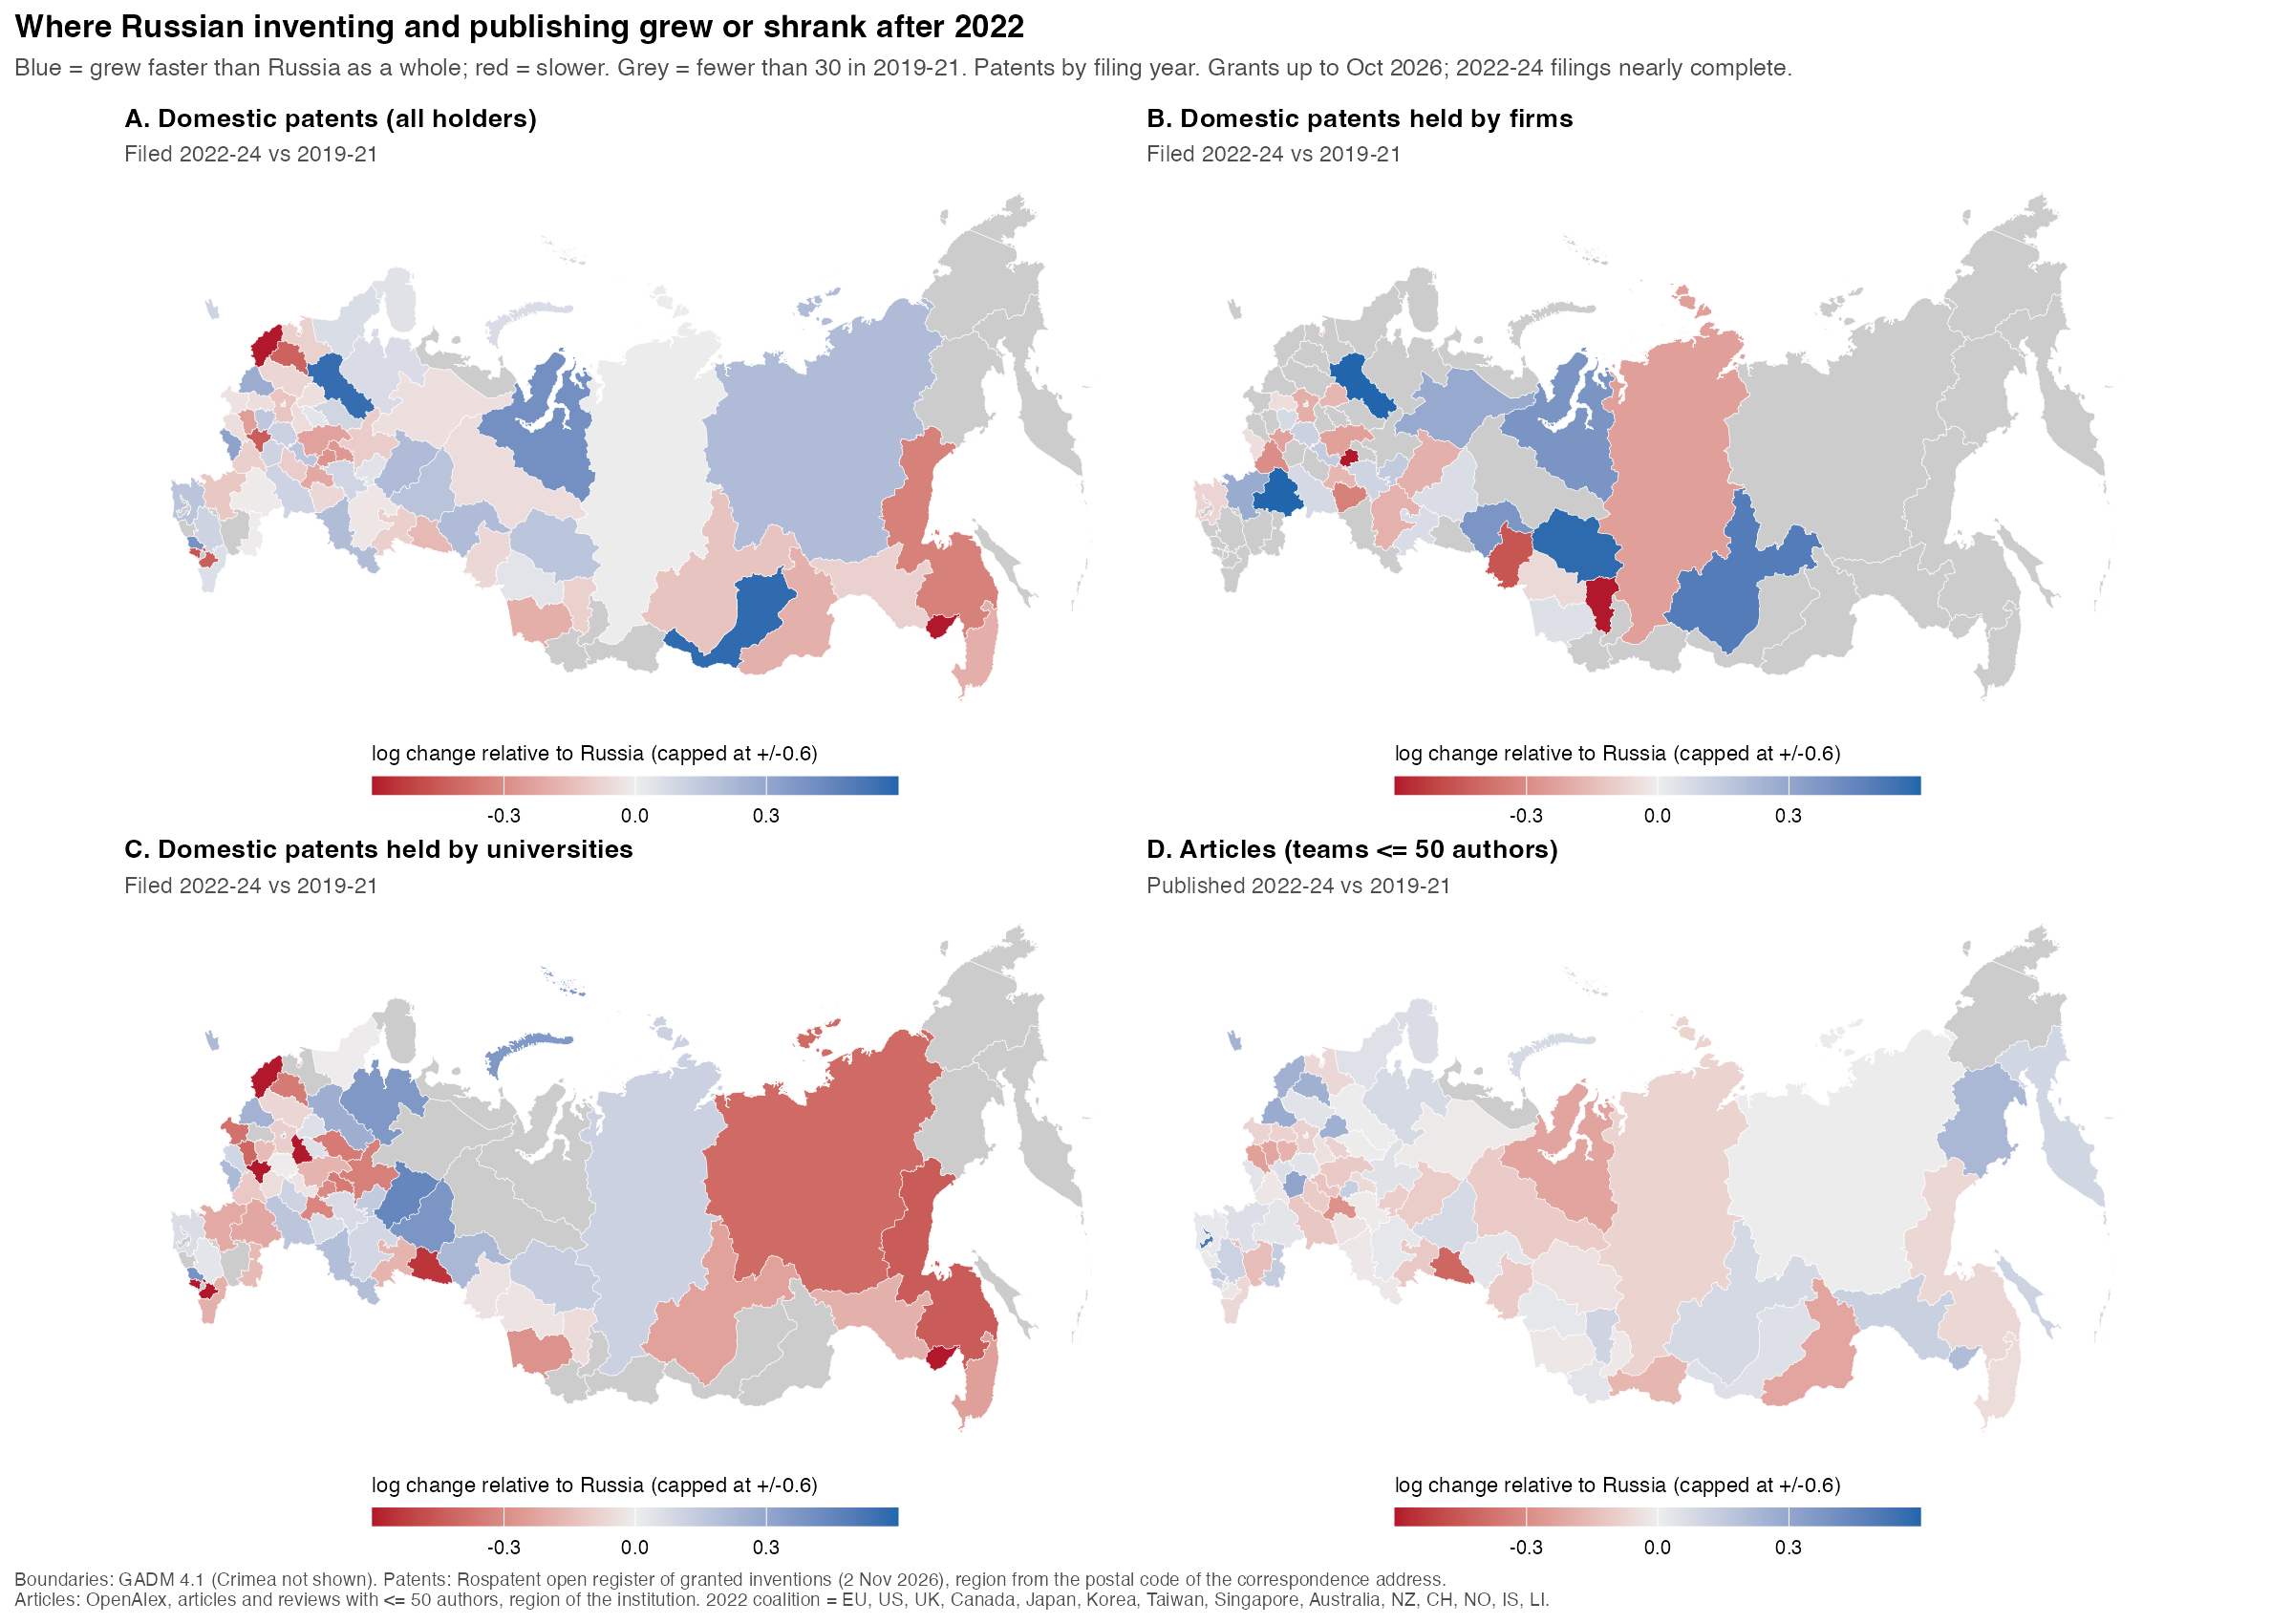 Where Russian inventing and publishing grew or shrank after 2022
Blue = grew faster than Russia as a whole; red = slower. Grey = fewer than 30 in 2019-21. Patents by filing year. Grants up to Oct 2026; 2022-24 filings nearly complete.
A. Domestic patents (all holders)
Filed 2022-24 vs 2019-21
log change relative to Russia (capped at +/-0.6)
-0.3 0.0 0.3
B. Domestic patents held by firms
Filed 2022-24 vs 2019-21
log change relative to Russia (capped at +/-0.6)
-0.3 0.0 0.3
C. Domestic patents held by universities
Filed 2022-24 vs 2019-21
log change relative to Russia (capped at +/-0.6)
-0.3 0.0 0.3
D. Articles (teams <= 50 authors)
Published 2022-24 vs 2019-21
log change relative to Russia (capped at +/-0.6)
-0.3 0.0 0.3
Boundaries: GADM 4.1 (Crimea not shown). Patents: Rospatent open register of granted inventions (2 Nov 2026), region from the postal code of the correspondence address.
Articles: OpenAlex, articles and reviews with <= 50 authors, region of the institution. 2022 coalition = EU, US, UK, Canada, Japan, Korea, Taiwan, Singapore, Australia, NZ, CH, NO, IS, LI.